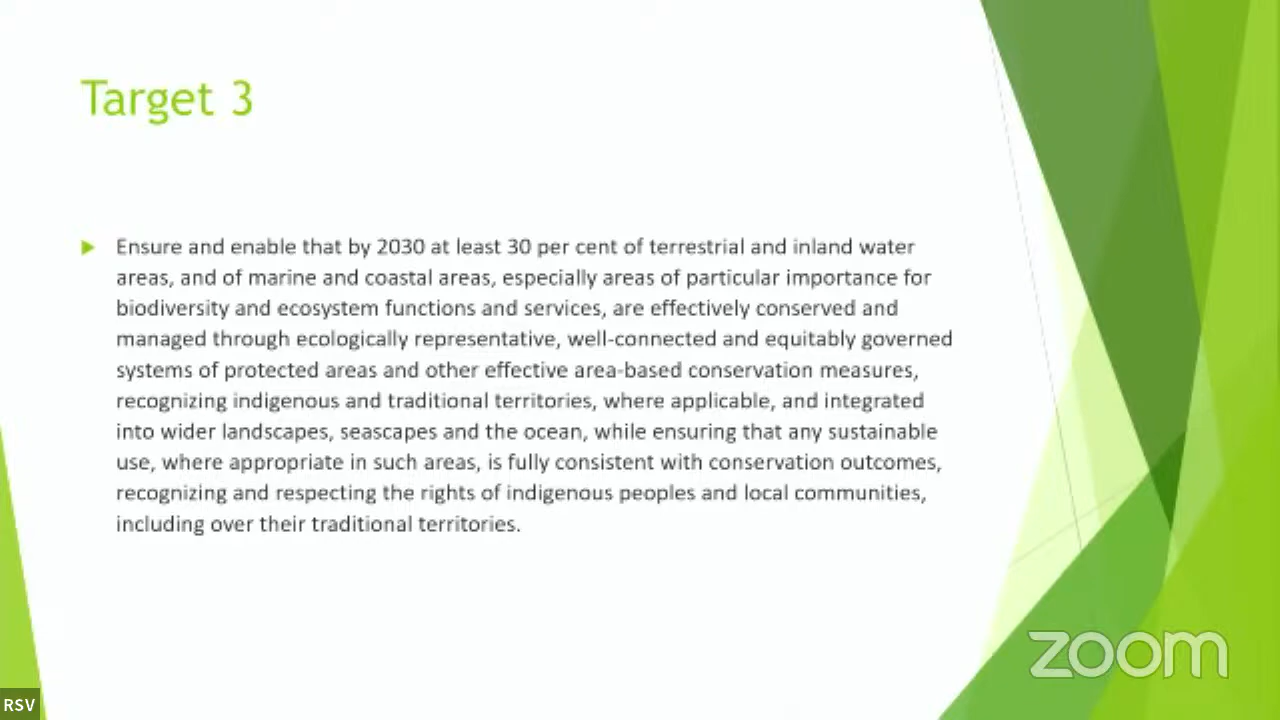 Target 3
Ensure and enable that by 2030 at least 30 per cent of terrestrial and inland water
areas, and of marine and coastal areas, especially areas of particular importance for
biodiversity and ecosystem functions and services, are effectively conserved and
managed through ecologically representative, well-connected and equitably governed
systems of protected areas and other effective area-based conservation measures,
recognizing indigenous and traditional territories, where applicable, and integrated
into wider landscapes, seascapes and the ocean, while ensuring that any sustainable
use, where appropriate in such areas, is fully consistent with conservation outcomes,
recognizing and respecting the rights of indigenous peoples and local communities,
including over their traditional territories.
zoom
RSV